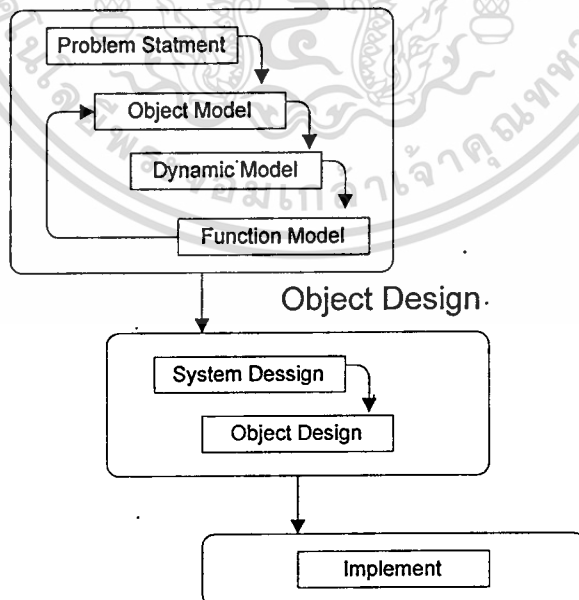 Problem Statment
Object Model
Dynamic Model
Function Model
Object Design
System Dessign
Object Design
Implement